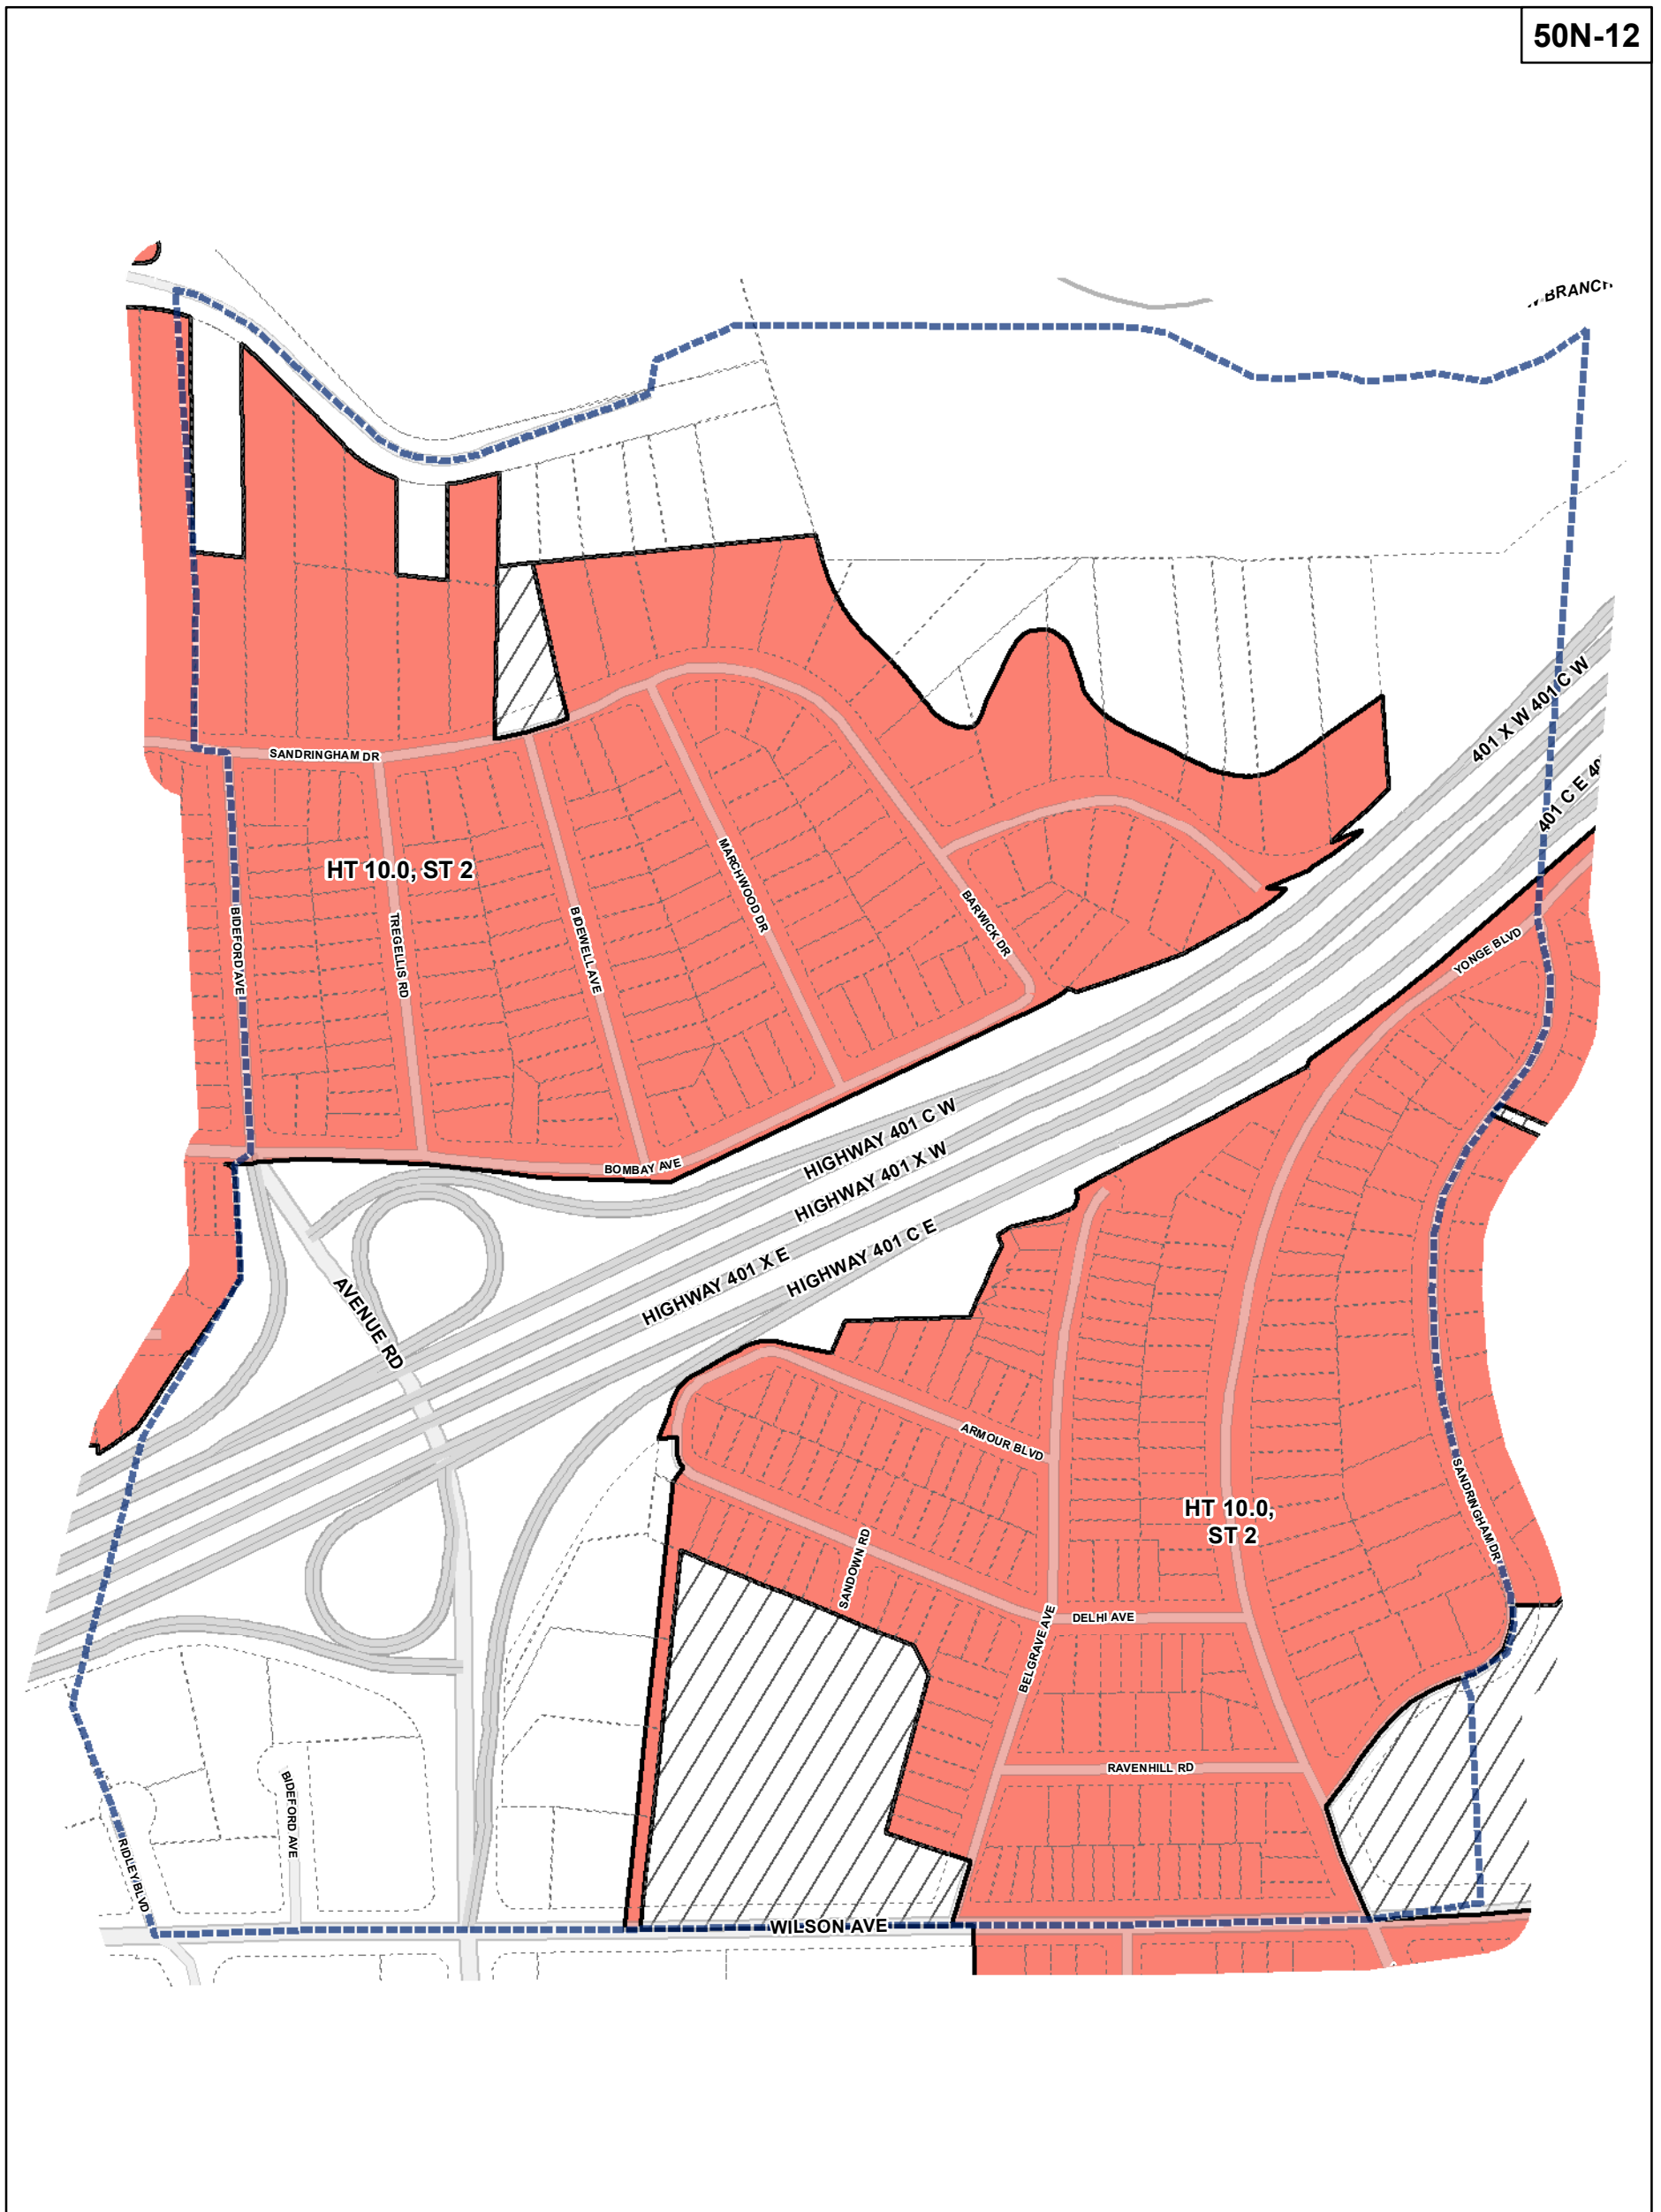 50N-12
BRANCH
401 X W 401 C W
401 C E 40
SANDRINGHAM DR
HT 10.0, ST 2
MARCHWOOD DR
BARWICK DR
BIDEFORD AVE
TREGELLIS RD
BIDEWELL AVE
YONGE BLVD
BOMBAY AVE
HIGHWAY 401 C W
HIGHWAY 401 X W
HIGHWAY 401 X E
HIGHWAY 401 C E
AVENUE RD
ARMOUR BLVD
SANDRINGHAM DR
HT 10.0,
ST 2
SANDOWN RD
DELHI AVE
BELGRAVE AVE
RAVENHILL RD
BIDEFORD AVE
RIDLEY BLVD
WILSON AVE